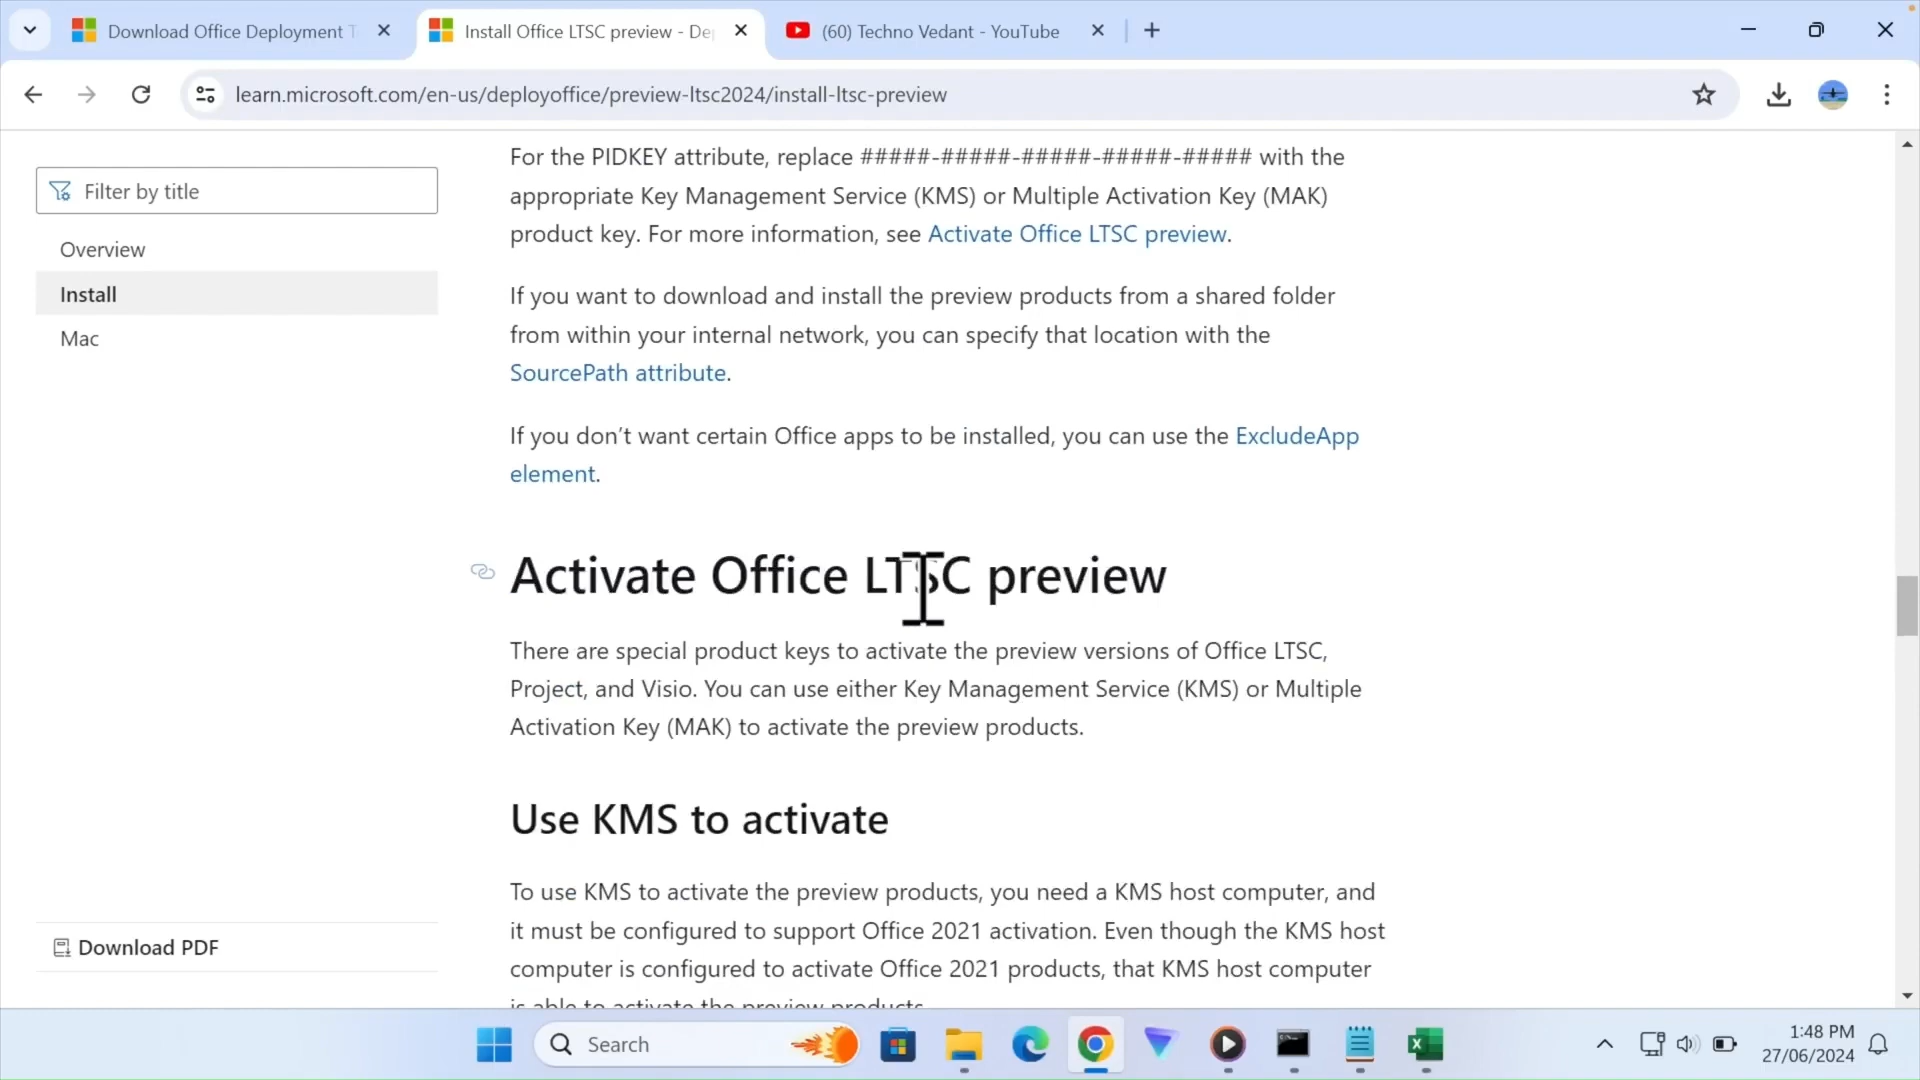 Download Office Deployment T
Install Office LTSC preview - De
(60) Techno Vedant - YouTube
learn.microsoft.com/en-us/deployoffice/preview-ltsc2024/install-ltsc-preview
Filter by title
Overview
Install
Mac
Download PDF
For the PIDKEY attribute, replace #####-#####-#####-#####-##### with the
appropriate Key Management Service (KMS) or Multiple Activation Key (MAK)
product key. For more information, see Activate Office LTSC preview.
If you want to download and install the preview products from a shared folder
from within your internal network, you can specify that location with the
SourcePath attribute.
If you don’t want certain Office apps to be installed, you can use the ExcludeApp
element.
Activate Office LTSC preview
There are special product keys to activate the preview versions of Office LTSC,
Project, and Visio. You can use either Key Management Service (KMS) or Multiple
Activation Key (MAK) to activate the preview products.
Use KMS to activate
To use KMS to activate the preview products, you need a KMS host computer, and
it must be configured to support Office 2021 activation. Even though the KMS host
computer is configured to activate Office 2021 products, that KMS host computer
is able to activate the preview products.
Search
1:48 PM
27/06/2024